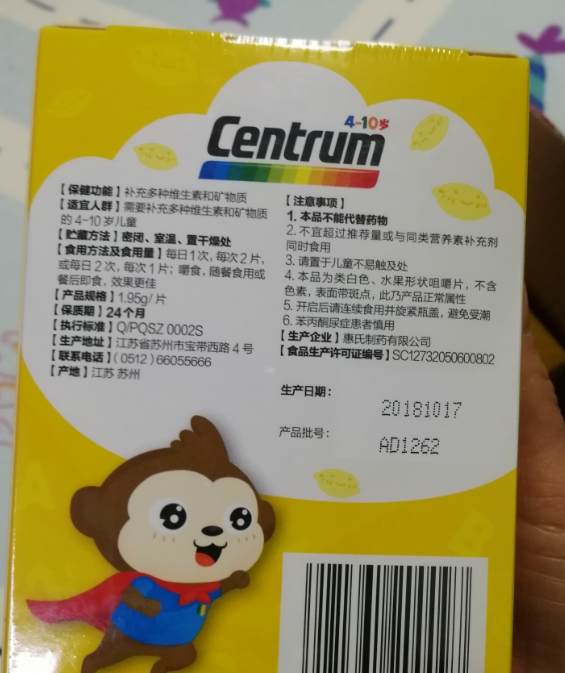 4-10岁
Centrum
【保健功能】补充多种维生素和矿物质
【适宜人群】需要补充多种维生素和矿物质
的4-10岁儿童
【贮藏方法】密闭、室温、置干燥处
【食用方法及食用量】每日1次，每次2片，
或每日2次，每次1片；嚼食，随餐食用或
餐后即食，效果更佳
【产品规格】1.95g/片
【保质期】24个月
【执行标准】Q/PQSZ 0002S
【生产地址】江苏省苏州市宝带西路4号
【联系电话】(0512)66055666
【产地】江苏 苏州
【注意事项】
1. 本品不能代替药物
2. 不宜超过推荐量或与同类营养素补充剂
同时食用
3. 请置于儿童不易触及处
4. 本品为类白色、水果形状咀嚼片，不含
色素，表面带斑点，此乃产品正常属性
5. 开启后请连续食用并旋紧瓶盖，避免受潮
6. 苯丙酮尿症患者慎用
【生产企业】惠氏制药有限公司
【食品生产许可证编号】SC12732050600802
生产日期：
20181017
产品批号：
AD1262